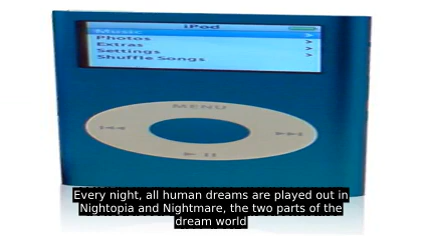 iPod
Music
Photos
Extras
Settings
Shuffle Songs
MENU
Every night, all human dreams are played out in
Nightopia and Nightmare, the two parts of the
dream world